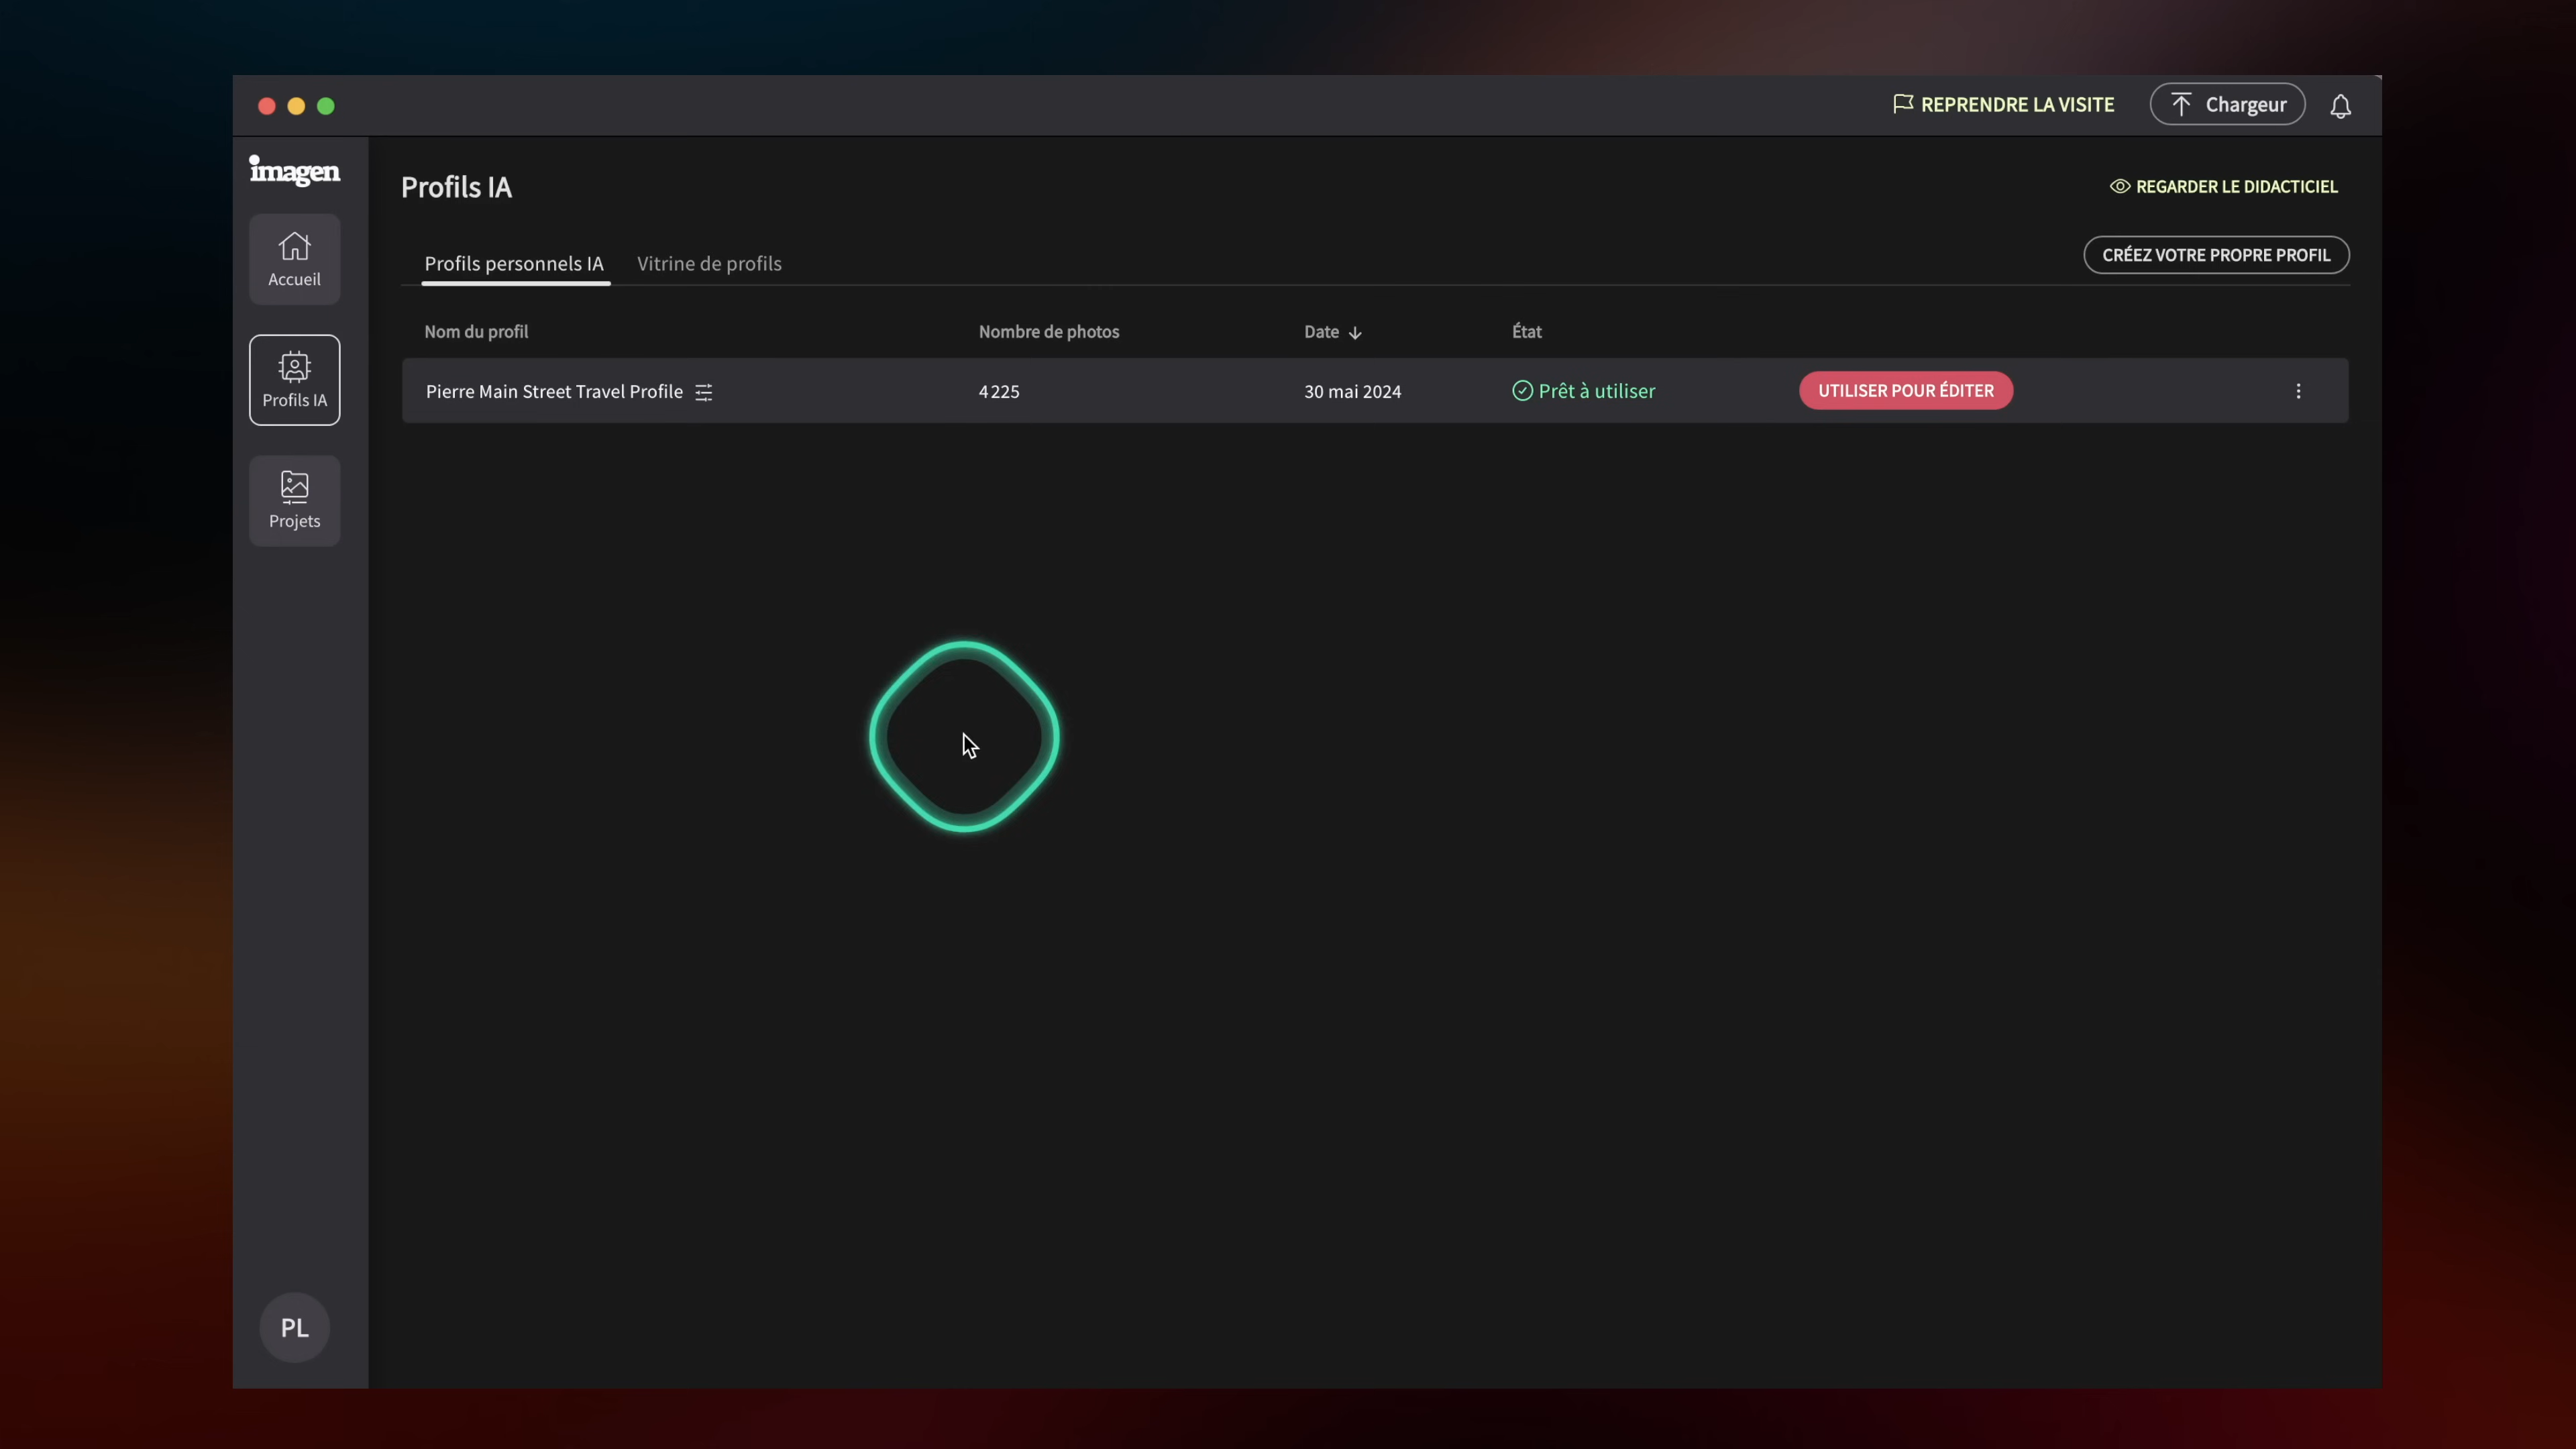 REPRENDRE LA VISITE
Chargeur
imagen
Profils IA
REGARDER LE DIDACTICIEL
Accueil
Profils personnels IA
Vitrine de profils
CRÉEZ VOTRE PROPRE PROFIL
Nom du profil
Nombre de photos
Date
État
Profils IA
Pierre Main Street Travel Profile
4 225
30 mai 2024
Prêt à utiliser
UTILISER POUR ÉDITER
Projets
PL